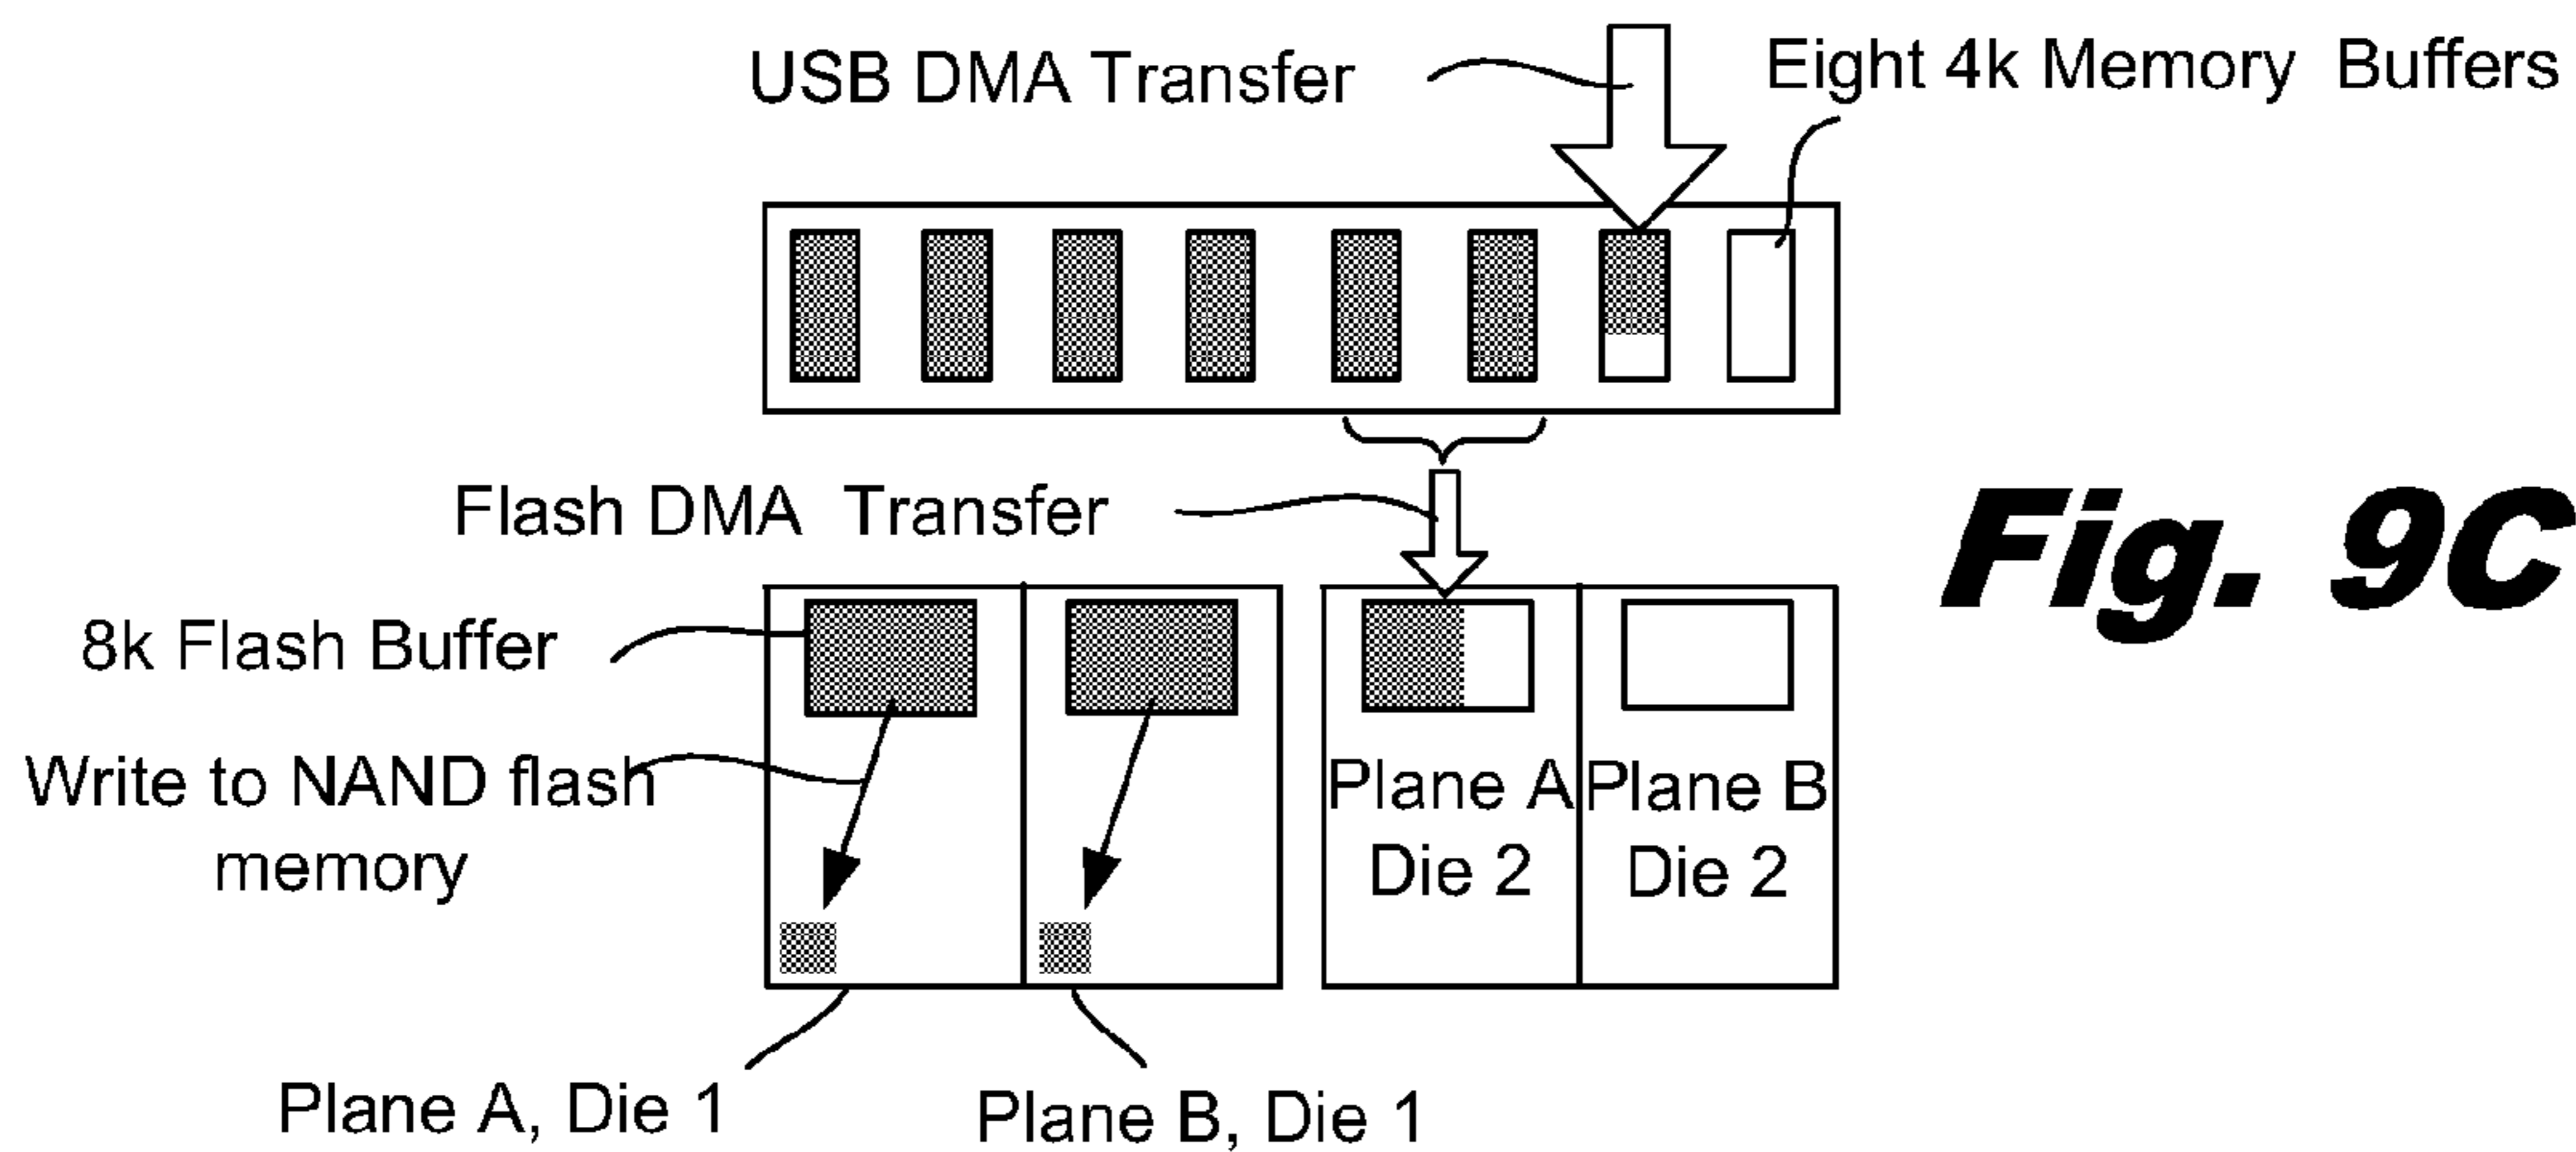 USB DMA Transfer
Eight 4k Memory Buffers
Flash DMA Transfer
Fig. 9C
8k Flash Buffer
Write to NAND flash
memory
Plane A
Die 2
Plane B
Die 2
Plane A, Die 1
Plane B, Die 1